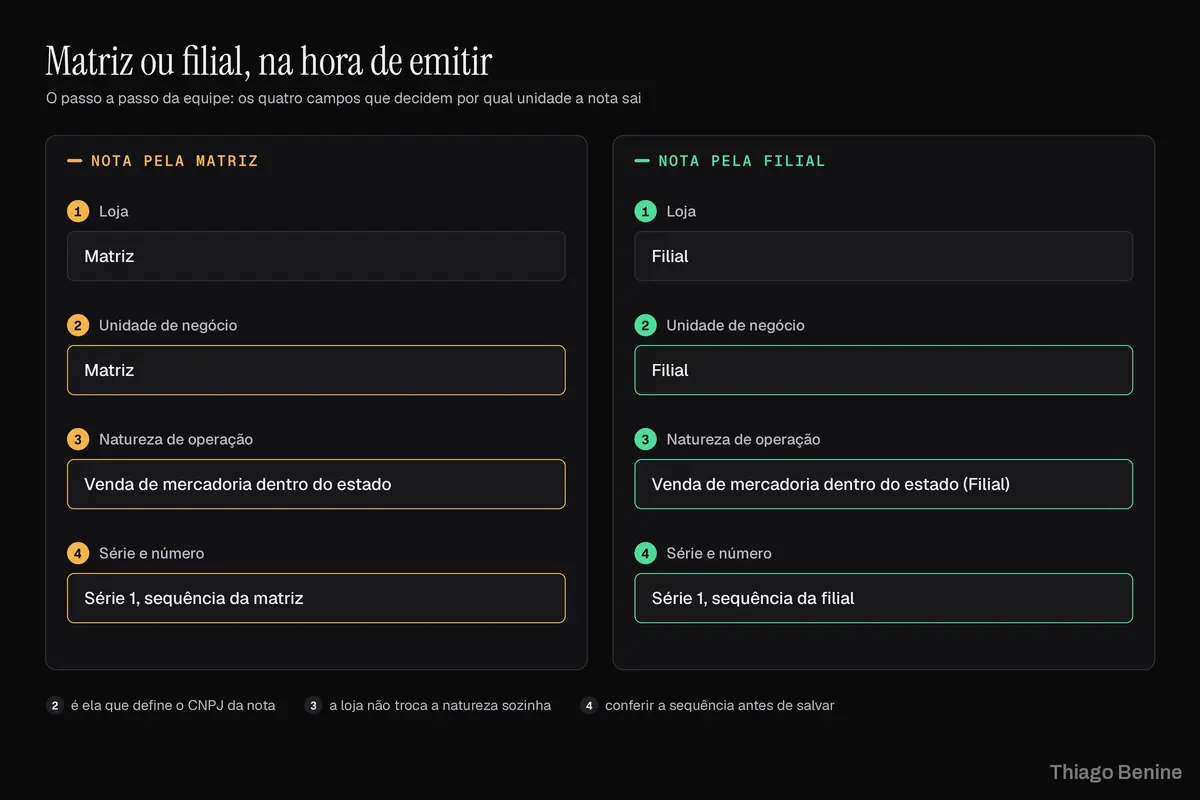 Matriz ou filial, na hora de emitir
O passo a passo da equipe: os quatro campos que decidem por qual unidade a nota sai
NOTA PELA MATRIZ
1 Loja
Matriz
2 Unidade de negócio
Matriz
3 Natureza de operação
Venda de mercadoria dentro do estado
4 Série e número
Série 1, sequência da matriz
NOTA PELA FILIAL
1 Loja
Filial
2 Unidade de negócio
Filial
3 Natureza de operação
Venda de mercadoria dentro do estado (Filial)
4 Série e número
Série 1, sequência da filial
2 é ela que define o CNPJ da nota
3 a loja não troca a natureza sozinha
4 conferir a sequência antes de salvar
Thiago Benine